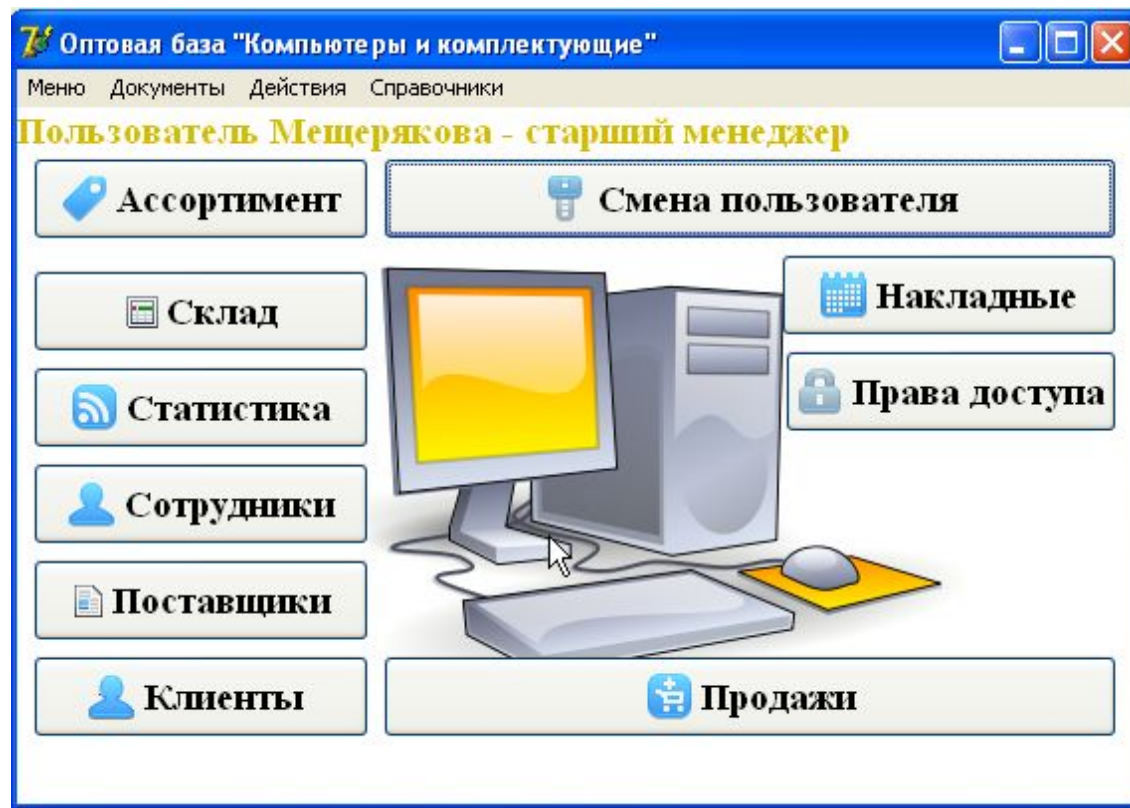 Оптовая база "Компьютеры и комплектующие"
Меню Документы Действия Справочники
Пользователь Мещерякова - старший менеджер
Ассортимент
Смена пользователя
Склад
Накладные
Статистика
Права доступа
Сотрудники
Поставщики
Клиенты
Продажи